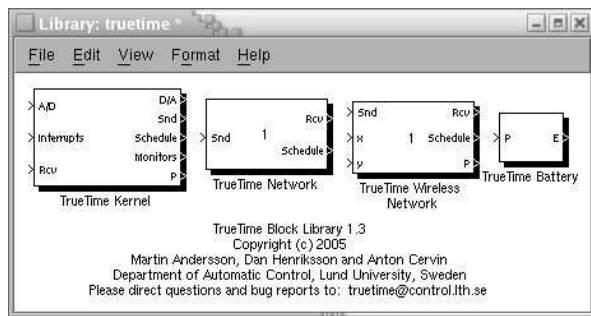 Library: truetime *
File Edit View Format Help
A/D
Interrupts
Rcv
D/A
Snd
Schedule
Monitors
P
TrueTime Kernel
Snd
1
Rcv
Schedule
TrueTime Network
Snd
x
y
1
Rcv
Schedule
P
TrueTime Wireless
Network
P
E
TrueTime Battery
TrueTime Block Library 1.3
Copyright (c) 2005
Martin Andersson, Dan Henriksson and Anton Cervin
Department of Automatic Control, Lund University, Sweden
Please direct questions and bug reports to: truetime@control.lth.se